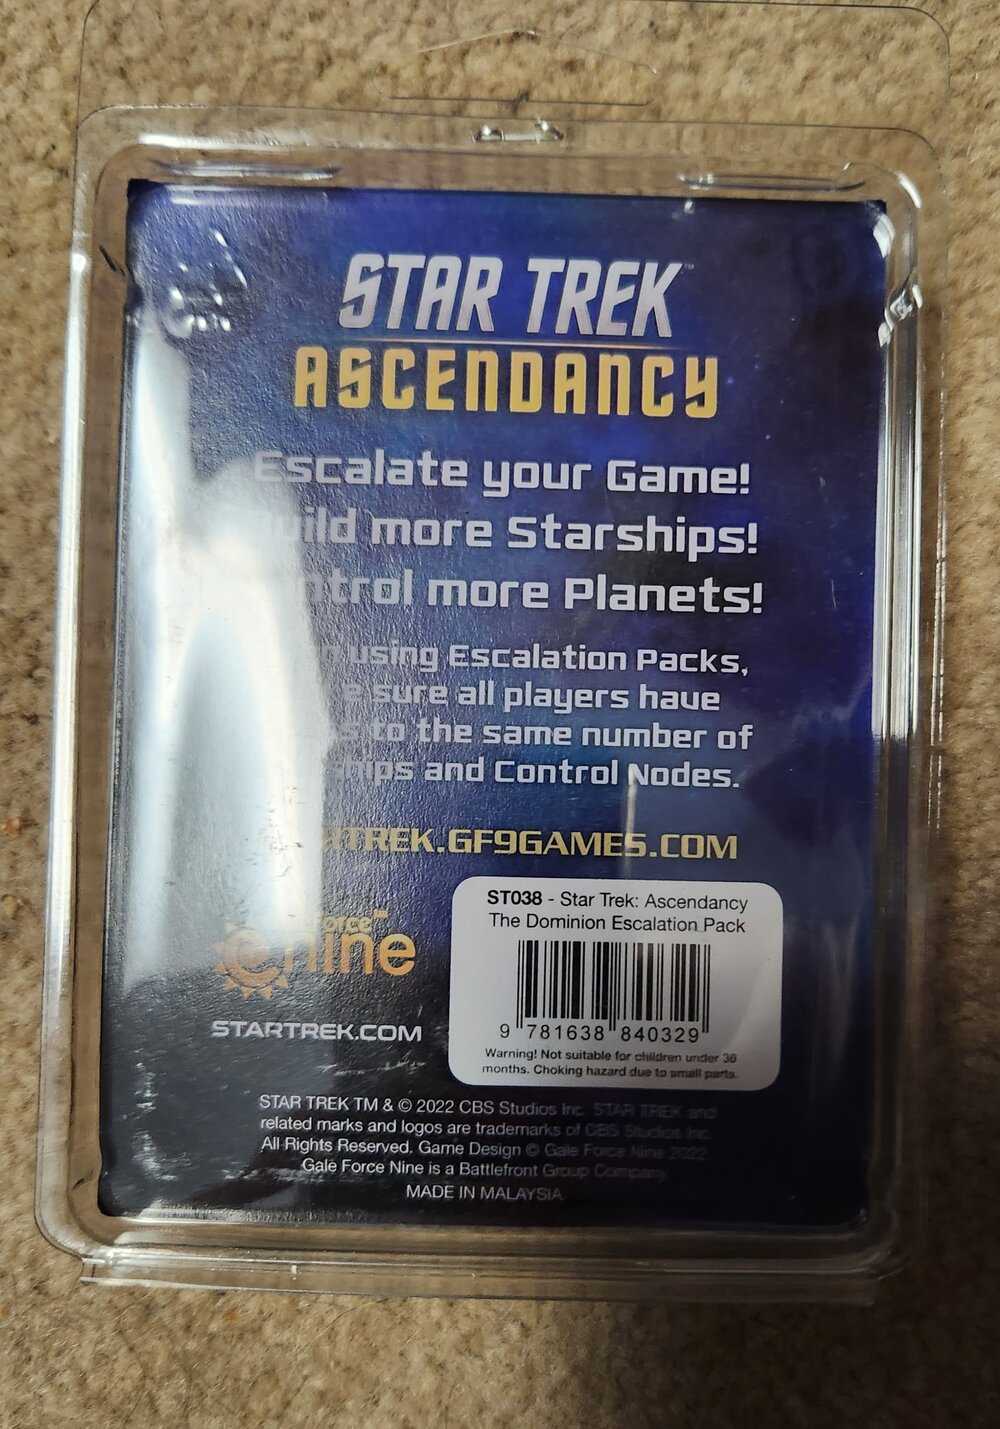 STAR TREK™
ASCENDANCY
Escalate your Game!
more Starships!
more Planets!
using Escalation Packs,
sure all players have
to the same number of
and Control Nodes.
TREK.GF9GAMES.COM
ST038 - Star Trek: Ascendancy
The Dominion Escalation Pack
9 781638 840329
Warning! Not suitable for children under 36
months. Choking hazard due to small parts.
force™
nine
STARTREK.COM
STAR TREK TM & © 2022 CBS Studios Inc. STAR TREK and
related marks and logos are trademarks of CBS Studios Inc.
All Rights Reserved. Game Design © Gale Force Nine 2022.
Gale Force Nine is a Battlefront Group Company.
MADE IN MALAYSIA